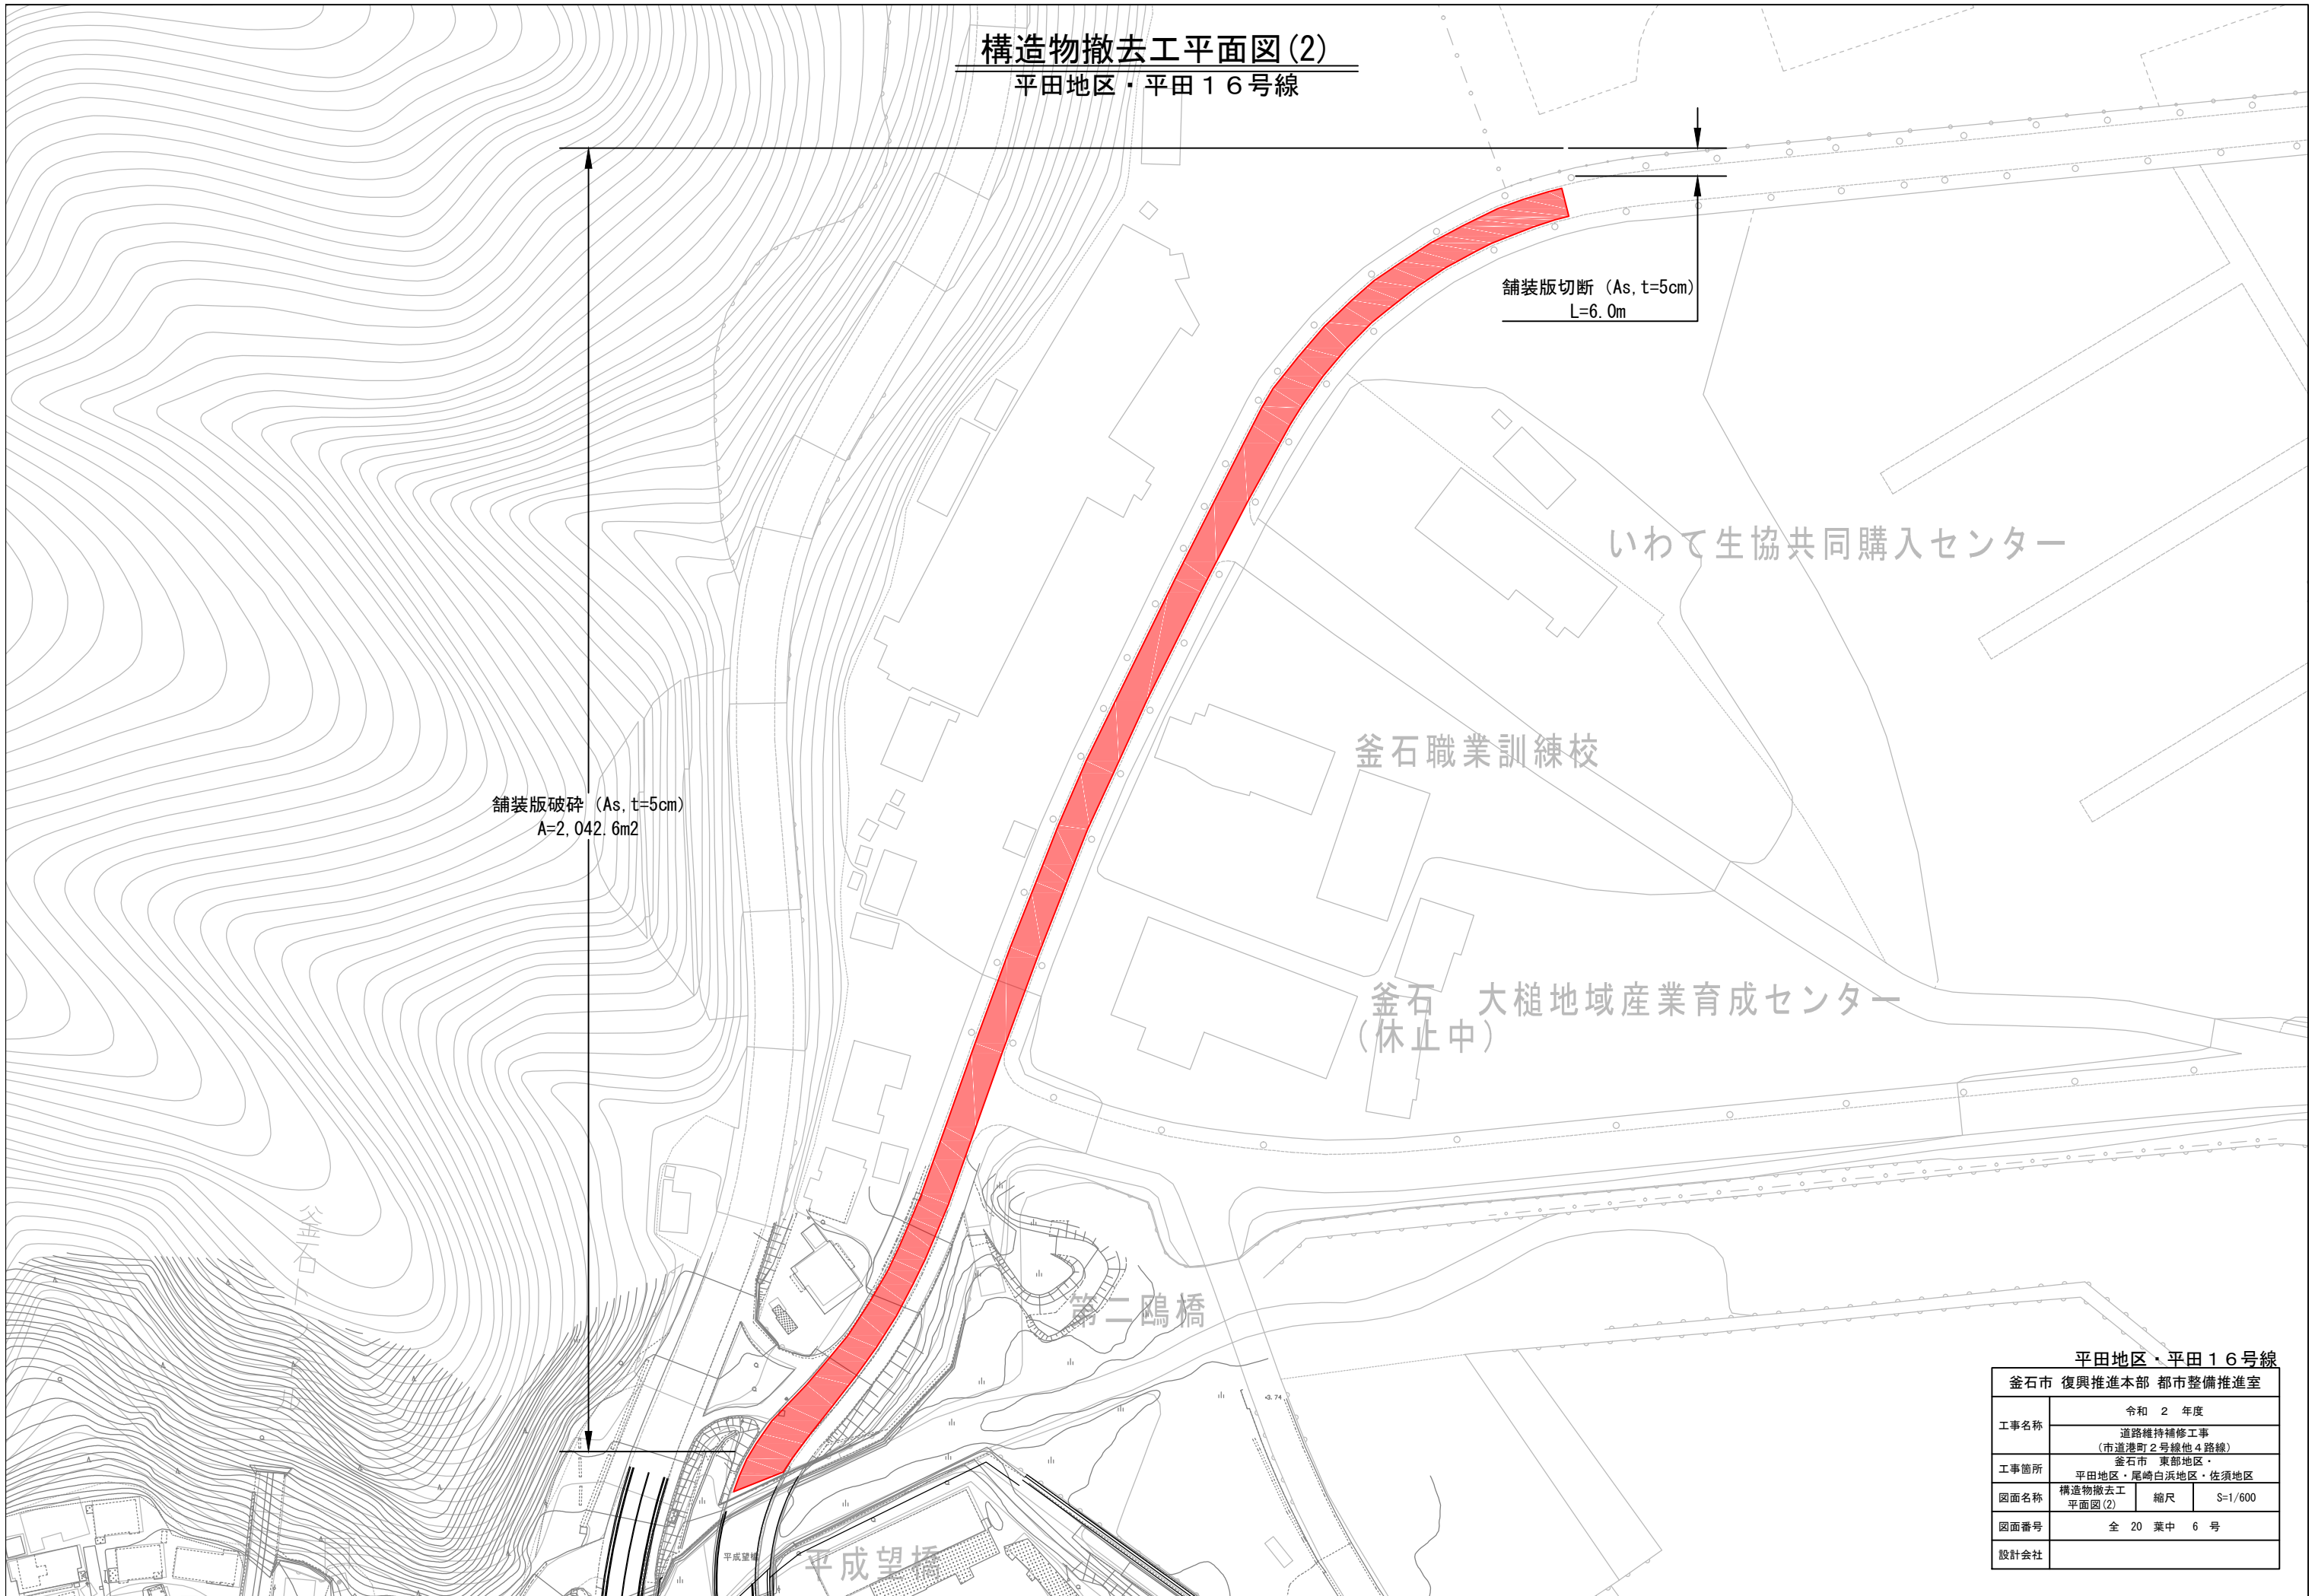 構造物撤去工平面図(2)
平田地区・平田１６号線
舗装版切断 (As,t=5cm)
L=6.0m
いわて生協共同購入センター
釜石職業訓練校
舗装版破砕 (As,t=5cm)
A=2,042.6m2
釜石　大槌地域産業育成センター
(休止中)
釜石
第二鴎橋
3.74
平成望橋
平成望橋
平田地区・平田１６号線
釜石市 復興推進本部 都市整備推進室
工事名称
令和 2 年度
道路維持補修工事
(市道港町２号線他４路線)
工事箇所
釜石市 東部地区・
平田地区・尾崎白浜地区・佐須地区
図面名称
構造物撤去工
平面図(2)
縮尺
S=1/600
図面番号
全 20 葉中 6 号
設計会社